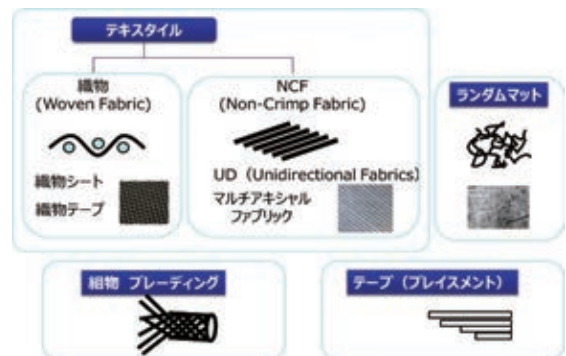 テキスタイル
織物
(Woven Fabric)
織物シート
織物テープ
NCF
(Non-Crimp Fabric)
UD（Unidirectional Fabrics）
マルチアキシャル
ファブリック
ランダムマット
組物 ブレーディング
テープ（プレイスメント）